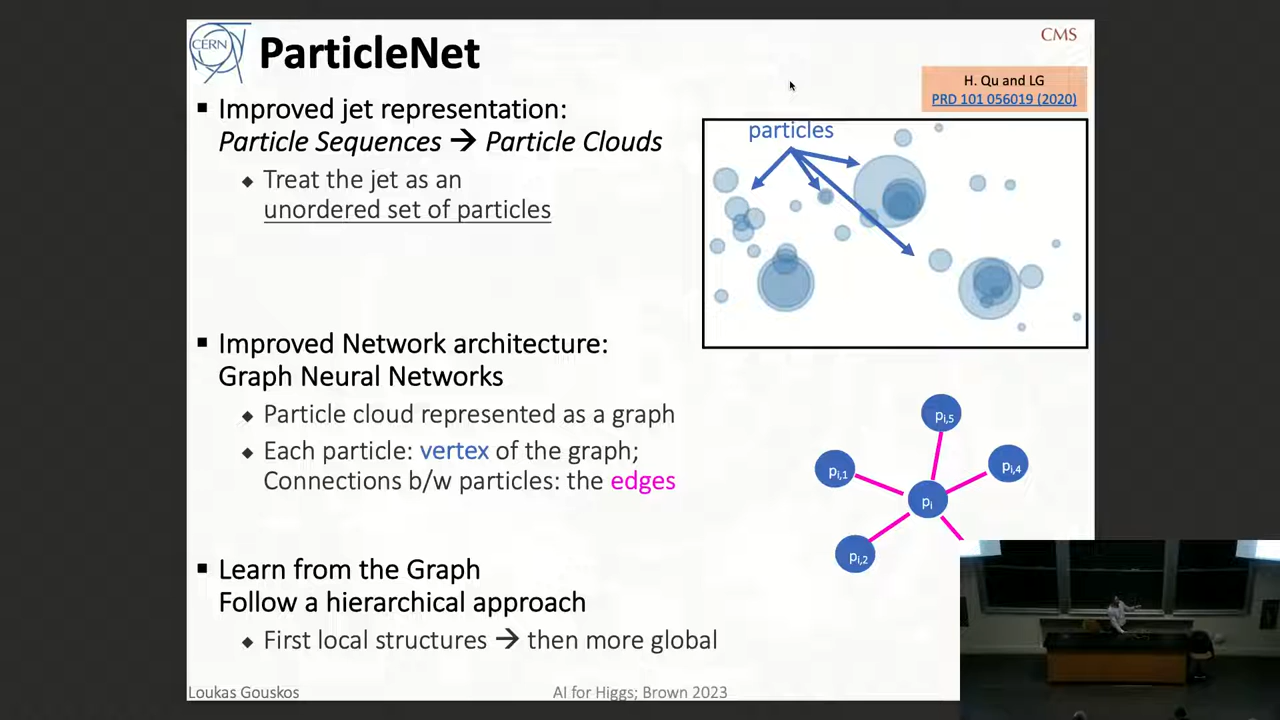 CERN
ParticleNet
CMS
H. Qu and LG
PRD 101 056019 (2020)
▪ Improved jet representation:
Particle Sequences → Particle Clouds
◆ Treat the jet as an
unordered set of particles
particles
▪ Improved Network architecture:
Graph Neural Networks
◆ Particle cloud represented as a graph
◆ Each particle: vertex of the graph;
Connections b/w particles: the edges
pi,5
pi,1
pi,4
pi
pi,2
▪ Learn from the Graph
Follow a hierarchical approach
◆ First local structures → then more global
Loukas Gouskos
AI for Higgs; Brown 2023